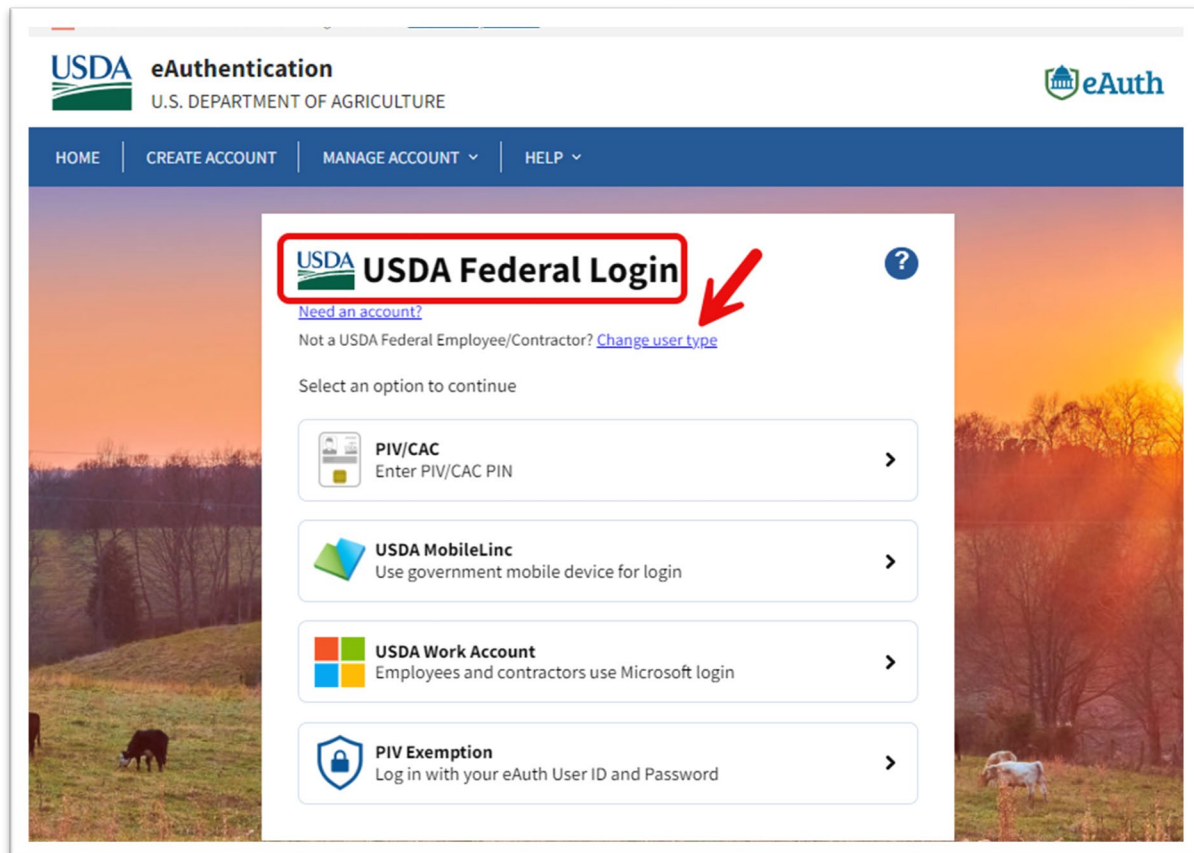 USDA eAuthentication
U.S. DEPARTMENT OF AGRICULTURE
eAuth
HOME CREATE ACCOUNT MANAGE ACCOUNT HELP
USDA USDA Federal Login
?
Need an account?
Not a USDA Federal Employee/Contractor? Change user type
Select an option to continue
PIV/CAC
Enter PIV/CAC PIN
USDA MobileLinc
Use government mobile device for login
USDA Work Account
Employees and contractors use Microsoft login
PIV Exemption
Log in with your eAuth User ID and Password